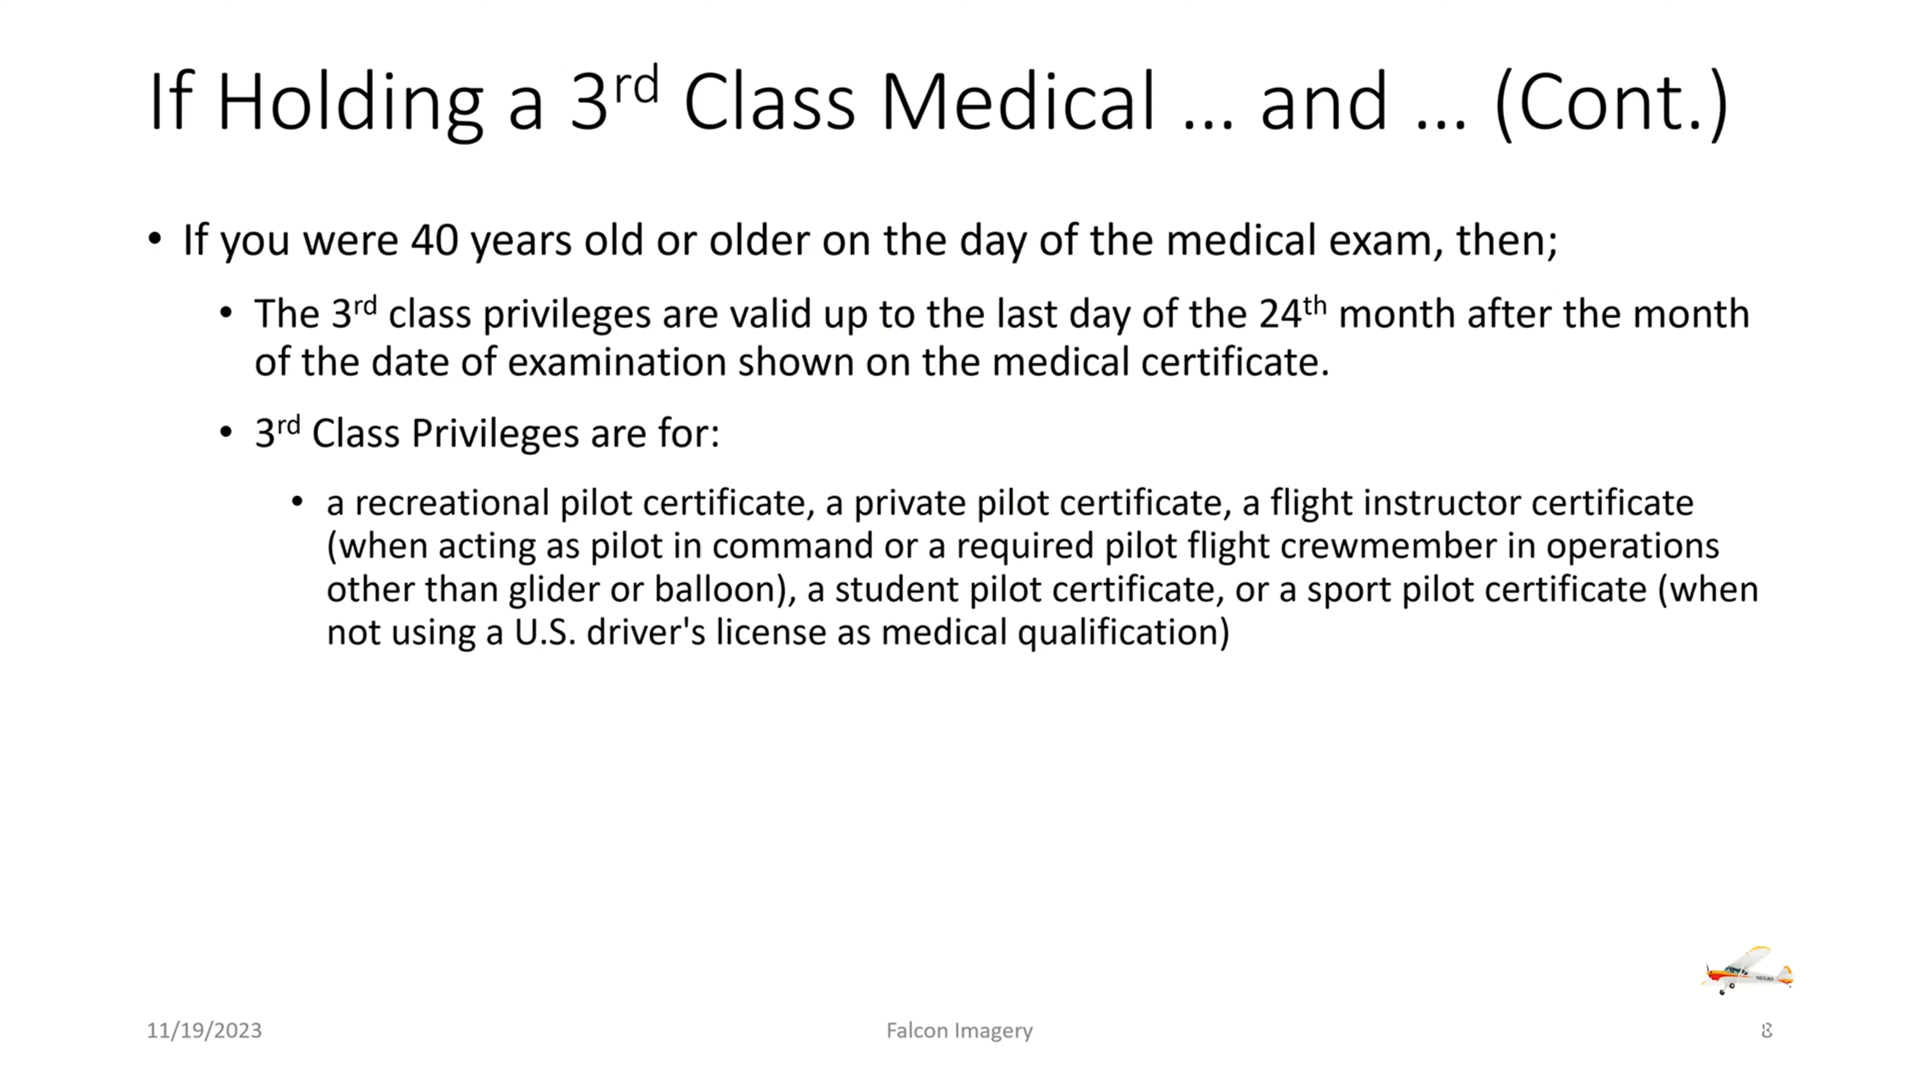 If Holding a 3rd Class Medical … and … (Cont.)
• If you were 40 years old or older on the day of the medical exam, then;
• The 3rd class privileges are valid up to the last day of the 24th month after the month
of the date of examination shown on the medical certificate.
• 3rd Class Privileges are for:
• a recreational pilot certificate, a private pilot certificate, a flight instructor certificate
(when acting as pilot in command or a required pilot flight crewmember in operations
other than glider or balloon), a student pilot certificate, or a sport pilot certificate (when
not using a U.S. driver's license as medical qualification)
11/19/2023
Falcon Imagery
8